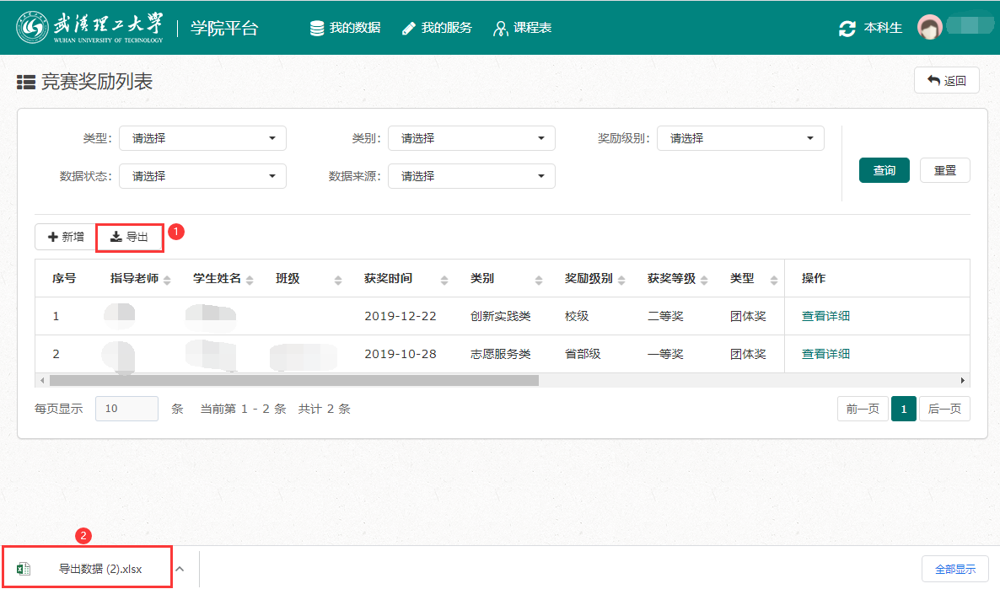 武汉理工大学 学院平台 我的数据 我的服务 课程表 本科生
WUHAN UNIVERSITY OF TECHNOLOGY
竞赛奖励列表 返回
类型: 请选择 类别: 请选择 奖励级别: 请选择
数据状态: 请选择 数据来源: 请选择 查询 重置
新增 导出 1
序号 指导老师 学生姓名 班级 获奖时间 类别 奖励级别 获奖等级 类型 操作
1 2019-12-22 创新实践类 校级 二等奖 团体奖 查看详细
2 2019-10-28 志愿服务类 省部级 一等奖 团体奖 查看详细
每页显示 10 条 当前第 1 - 2 条 共计 2 条 前一页 1 后一页
2
导出数据 (2).xlsx 全部显示